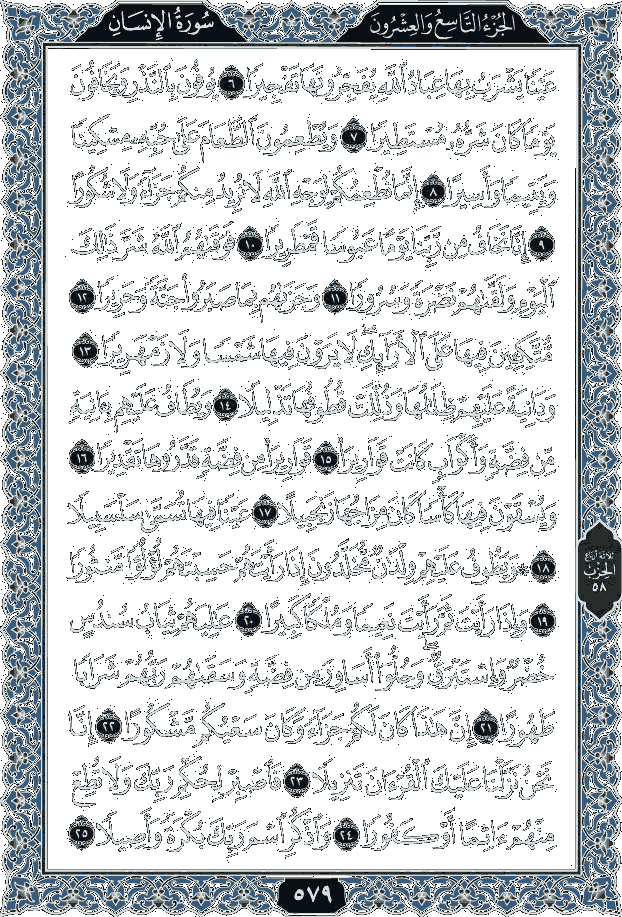 سُورَةُ الإِنسَانِ
الجُزْءُ التَّاسِعُ وَالعِشْرُونَ
عَيْنًا يَشْرَبُ بِهَا عِبَادُ ٱللَّهِ يُفَجِّرُونَهَا تَفْجِيرًا ٦ يُوفُونَ بِٱلنَّذْرِ وَيَخَافُونَ
يَوْمًا كَانَ شَرُّهُۥ مُسْتَطِيرًا ٧ وَيُطْعِمُونَ ٱلطَّعَامَ عَلَىٰ حُبِّهِۦ مِسْكِينًا
وَيَتِيمًا وَأَسِيرًا ٨ إِنَّمَا نُطْعِمُكُمْ لِوَجْهِ ٱللَّهِ لَا نُرِيدُ مِنكُمْ جَزَآءً وَلَا شُكُورًا
٩ إِنَّا نَخَافُ مِن رَّبِّنَا يَوْمًا عَبُوسًا قَمْطَرِيرًا ١٠ فَوَقَىٰهُمُ ٱللَّهُ شَرَّ ذَٰلِكَ
ٱلْيَوْمِ وَلَقَّىٰهُمْ نَضْرَةً وَسُرُورًا ١١ وَجَزَىٰهُم بِمَا صَبَرُوا۟ جَنَّةً وَحَرِيرًا ١٢
مُّتَّكِـِٔينَ فِيهَا عَلَى ٱلْأَرَآئِكِ ۖ لَا يَرَوْنَ فِيهَا شَمْسًا وَلَا زَمْهَرِيرًا ١٣
وَدَانِيَةً عَلَيْهِمْ ظِلَٰلُهَا وَذُلِّلَتْ قُطُوفُهَا تَذْلِيلًا ١٤ وَيُطَافُ عَلَيْهِم بِـَٔانِيَةٍ
مِّن فِضَّةٍ وَأَكْوَابٍ كَانَتْ قَوَارِيرَا۠ ١٥ قَوَارِيرَا۟ مِن فِضَّةٍ قَدَّرُوهَا تَقْدِيرًا ١٦
وَيُسْقَوْنَ فِيهَا كَأْسًا كَانَ مِزَاجُهَا زَنجَبِيلًا ١٧ عَيْنًا فِيهَا تُسَمَّىٰ سَلْسَبِيلًا
١٨ ۞ وَيَطُوفُ عَلَيْهِمْ وِلْدَٰنٌ مُّخَلَّدُونَ إِذَا رَأَيْتَهُمْ حَسِبْتَهُمْ لُؤْلُؤًا مَّنثُورًا
١٩ وَإِذَا رَأَيْتَ ثَمَّ رَأَيْتَ نَعِيمًا وَمُلْكًا كَبِيرًا ٢٠ عَٰلِيَهُمْ ثِيَابُ سُندُسٍ
خُضْرٌ وَإِسْتَبْرَقٌ ۖ وَحُلُّوٓا۟ أَسَاوِرَ مِن فِضَّةٍ وَسَقَىٰهُمْ رَبُّهُمْ شَرَابًا
طَهُورًا ٢١ إِنَّ هَٰذَا كَانَ لَكُمْ جَزَآءً وَكَانَ سَعْيُكُم مَّشْكُورًا ٢٢ إِنَّا
نَحْنُ نَزَّلْنَا عَلَيْكَ ٱلْقُرْءَانَ تَنزِيلًا ٢٣ فَٱصْبِرْ لِحُكْمِ رَبِّكَ وَلَا تُطِعْ
مِنْهُمْ ءَاثِمًا أَوْ كَفُورًا ٢٤ وَٱذْكُرِ ٱسْمَ رَبِّكَ بُكْرَةً وَأَصِيلًا ٢٥
ثلاثة أرباع
الحزب
٥٨
٥٧٩